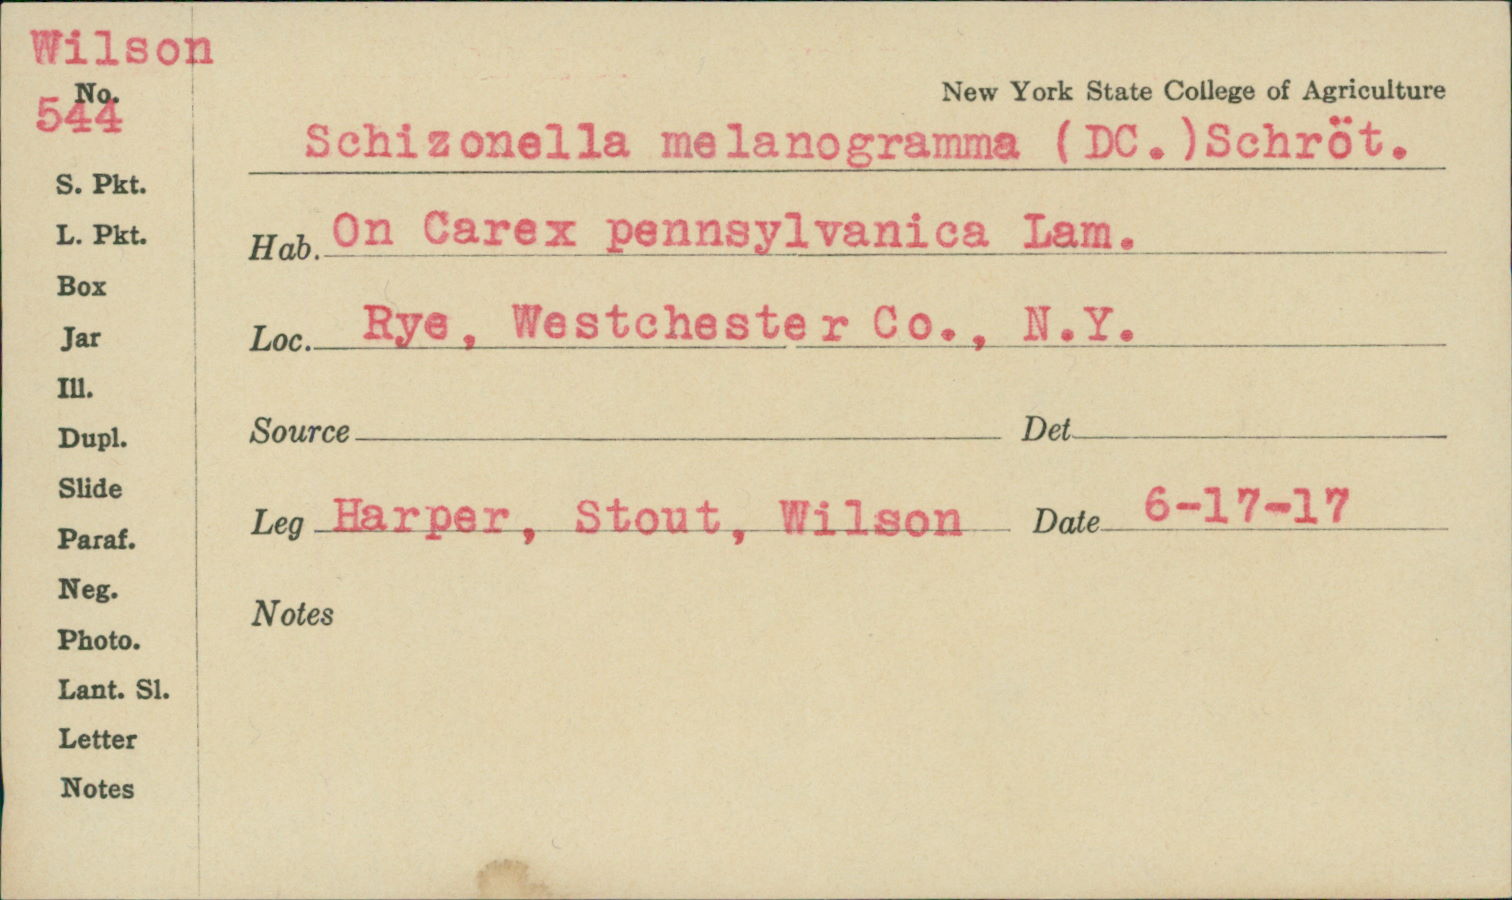 Wilson
No.
544
New York State College of Agriculture
Schizonella melanogramma (DC.)Schröt.
Hab. On Carex pennsylvanica Lam.
Loc. Rye, Westchester Co., N.Y.
Source Det
Leg Harper, Stout, Wilson Date 6-17-17
Notes
S. Pkt.
L. Pkt.
Box
Jar
Ill.
Dupl.
Slide
Paraf.
Neg.
Photo.
Lant. Sl.
Letter
Notes